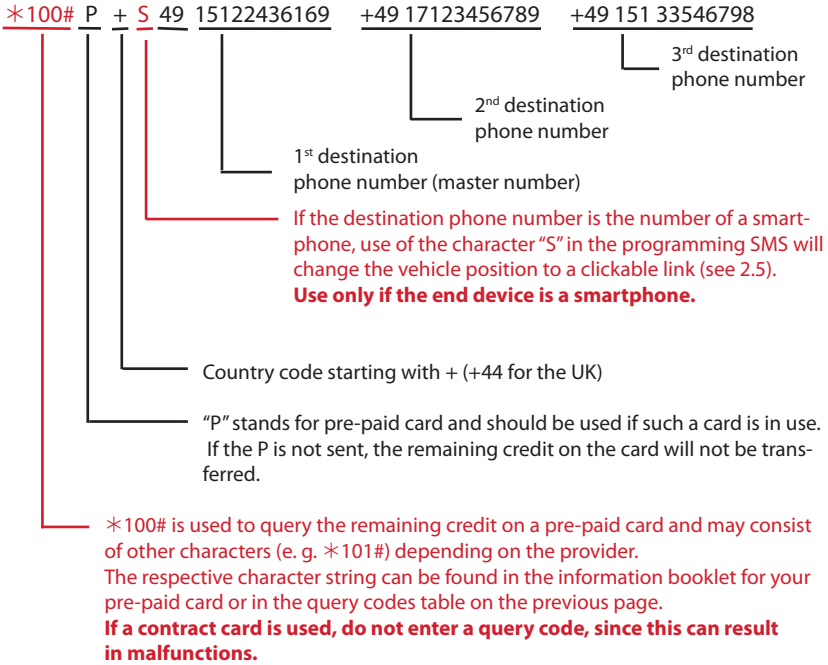 ✳100# P + S 49 15122436169 +49 17123456789 +49 151 33546798
3rd destination
phone number
2nd destination
phone number
1st destination
phone number (master number)
If the destination phone number is the number of a smart-
phone, use of the character “S” in the programming SMS will
change the vehicle position to a clickable link (see 2.5).
Use only if the end device is a smartphone.
Country code starting with + (+44 for the UK)
“P” stands for pre-paid card and should be used if such a card is in use.
If the P is not sent, the remaining credit on the card will not be trans-
ferred.
✳100# is used to query the remaining credit on a pre-paid card and may consist
of other characters (e. g. ✳101#) depending on the provider.
The respective character string can be found in the information booklet for your
pre-paid card or in the query codes table on the previous page.
If a contract card is used, do not enter a query code, since this can result
in malfunctions.